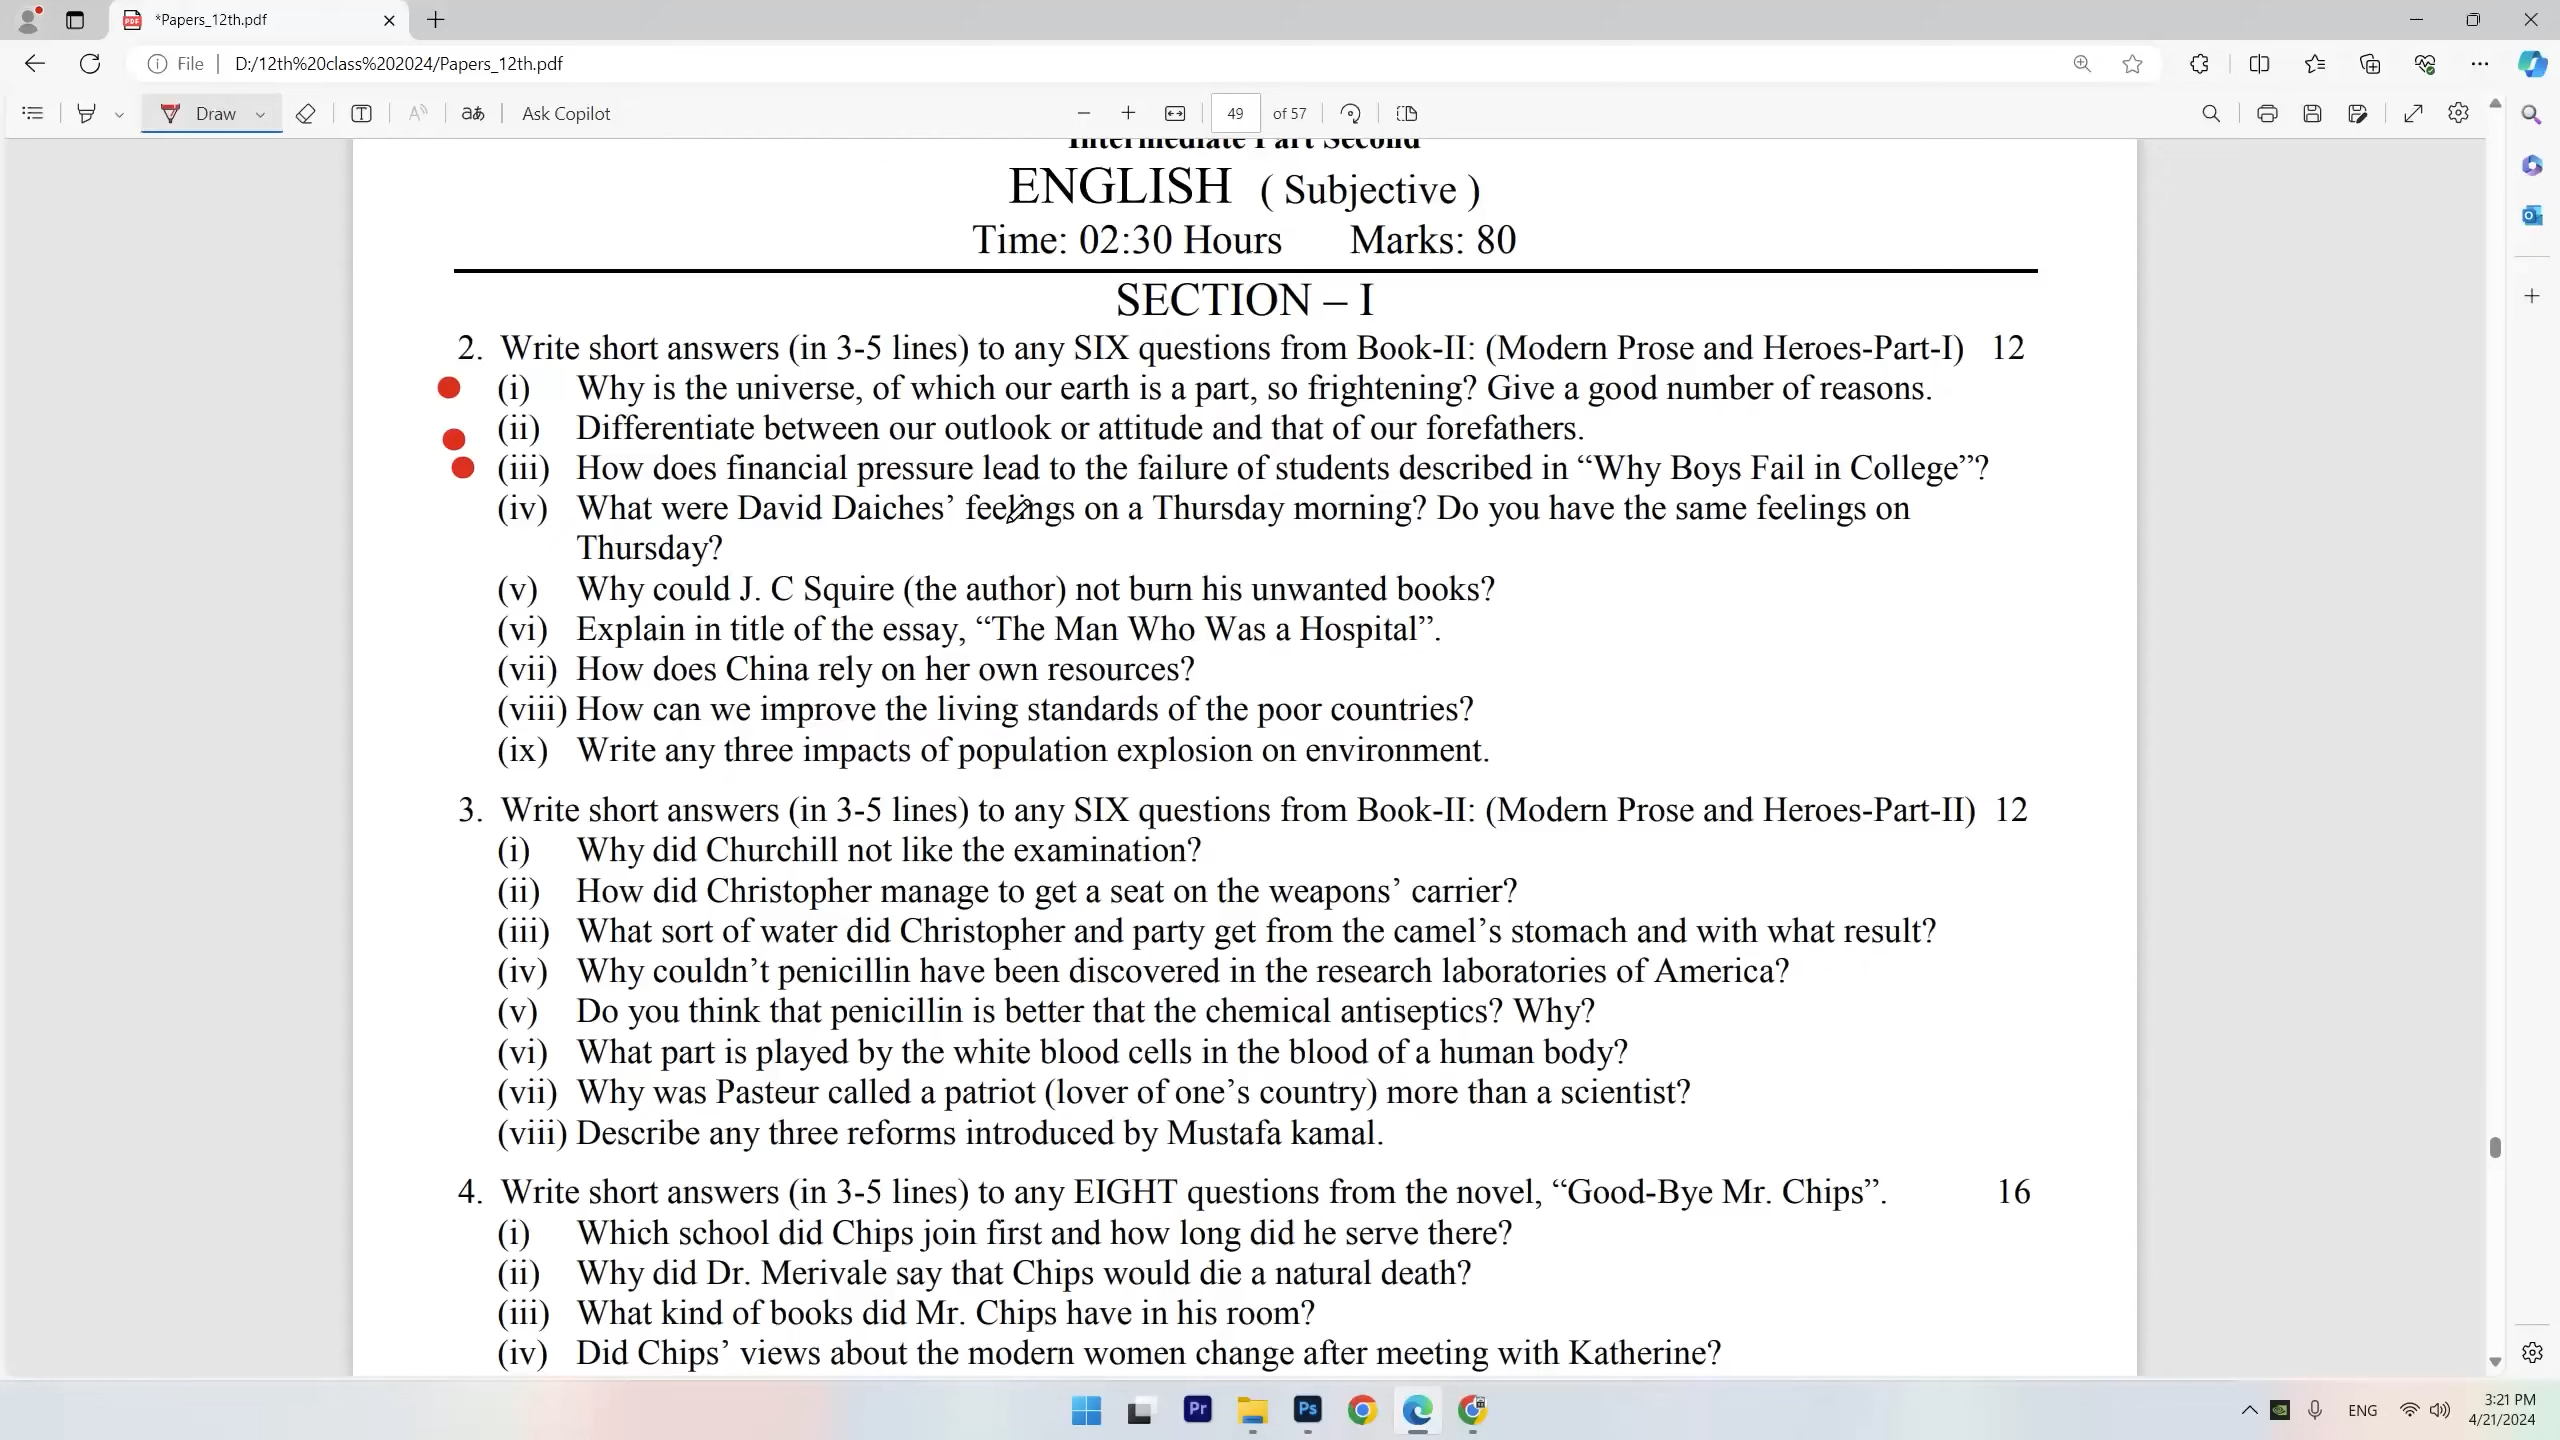 *Papers_12th.pdf
File
D:/12th%20class%202024/Papers_12th.pdf
Draw
Ask Copilot
49
of 57
Intermediate Part Second
ENGLISH ( Subjective )
Time: 02:30 Hours Marks: 80
SECTION – I
2. Write short answers (in 3-5 lines) to any SIX questions from Book-II: (Modern Prose and Heroes-Part-I) 12
(i) Why is the universe, of which our earth is a part, so frightening? Give a good number of reasons.
(ii) Differentiate between our outlook or attitude and that of our forefathers.
(iii) How does financial pressure lead to the failure of students described in “Why Boys Fail in College”?
(iv) What were David Daiches’ feelings on a Thursday morning? Do you have the same feelings on
Thursday?
(v) Why could J. C Squire (the author) not burn his unwanted books?
(vi) Explain in title of the essay, “The Man Who Was a Hospital”.
(vii) How does China rely on her own resources?
(viii) How can we improve the living standards of the poor countries?
(ix) Write any three impacts of population explosion on environment.
3. Write short answers (in 3-5 lines) to any SIX questions from Book-II: (Modern Prose and Heroes-Part-II) 12
(i) Why did Churchill not like the examination?
(ii) How did Christopher manage to get a seat on the weapons’ carrier?
(iii) What sort of water did Christopher and party get from the camel’s stomach and with what result?
(iv) Why couldn’t penicillin have been discovered in the research laboratories of America?
(v) Do you think that penicillin is better that the chemical antiseptics? Why?
(vi) What part is played by the white blood cells in the blood of a human body?
(vii) Why was Pasteur called a patriot (lover of one’s country) more than a scientist?
(viii) Describe any three reforms introduced by Mustafa kamal.
4. Write short answers (in 3-5 lines) to any EIGHT questions from the novel, “Good-Bye Mr. Chips”. 16
(i) Which school did Chips join first and how long did he serve there?
(ii) Why did Dr. Merivale say that Chips would die a natural death?
(iii) What kind of books did Mr. Chips have in his room?
(iv) Did Chips’ views about the modern women change after meeting with Katherine?
Pr
Ps
ENG
3:21 PM
4/21/2024